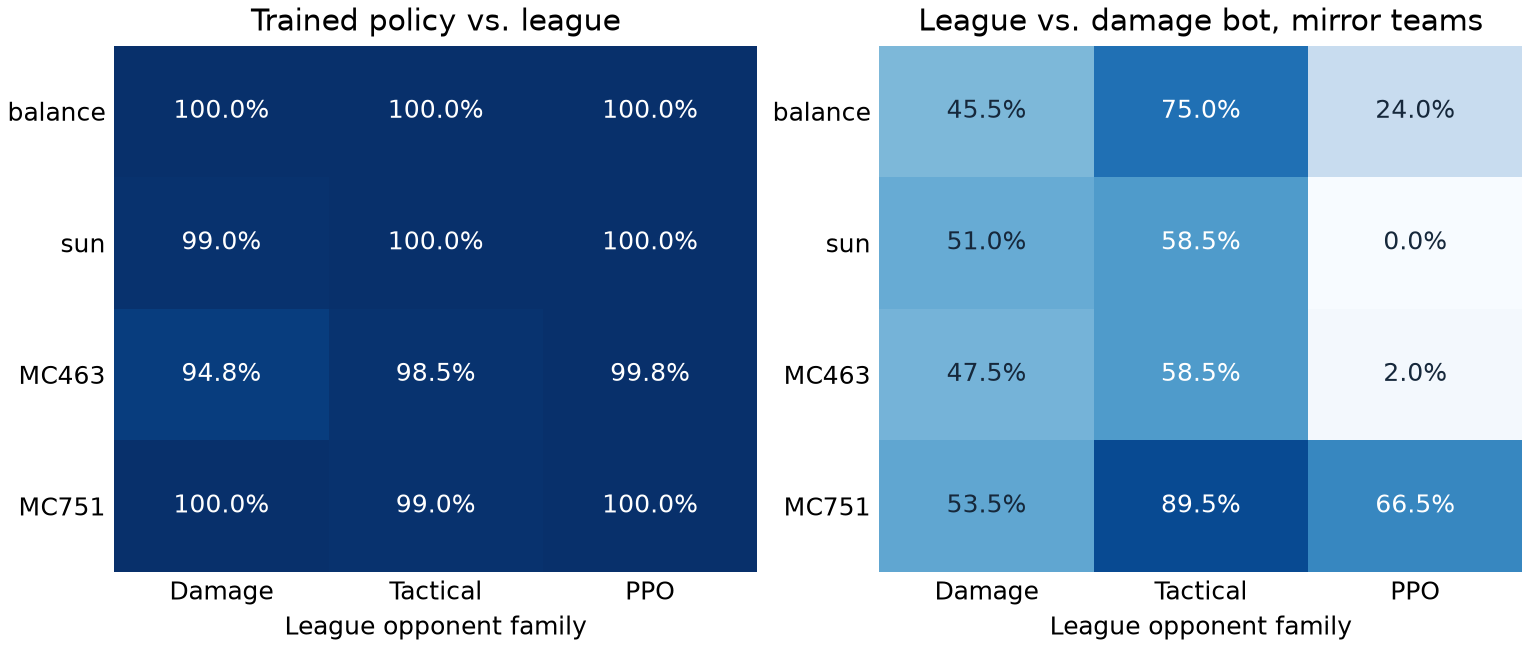 Trained policy vs. league
balance 100.0% 100.0% 100.0%
sun 99.0% 100.0% 100.0%
MC463 94.8% 98.5% 99.8%
MC751 100.0% 99.0% 100.0%
Damage Tactical PPO
League opponent family
League vs. damage bot, mirror teams
balance 45.5% 75.0% 24.0%
sun 51.0% 58.5% 0.0%
MC463 47.5% 58.5% 2.0%
MC751 53.5% 89.5% 66.5%
Damage Tactical PPO
League opponent family